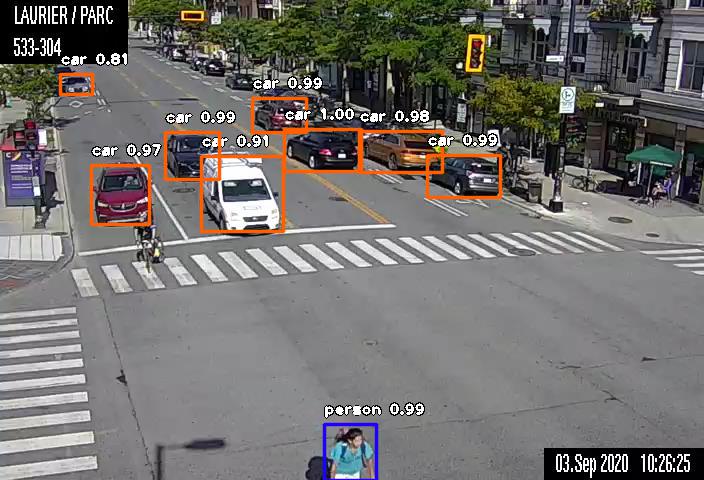 LAURIER / PARC
533-304
car 0.81
car 0.99
car 0.99
car 1.00
car 0.98
car 0.97
car 0.91
car 0.99
person 0.99
03.Sep 2020 10:26:25